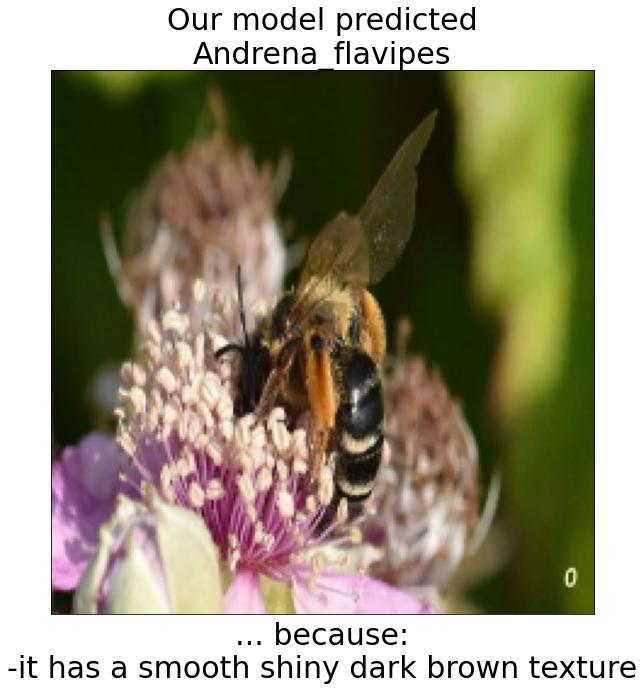 Our model predicted
Andrena_flavipes
0
... because:
-it has a smooth shiny dark brown texture